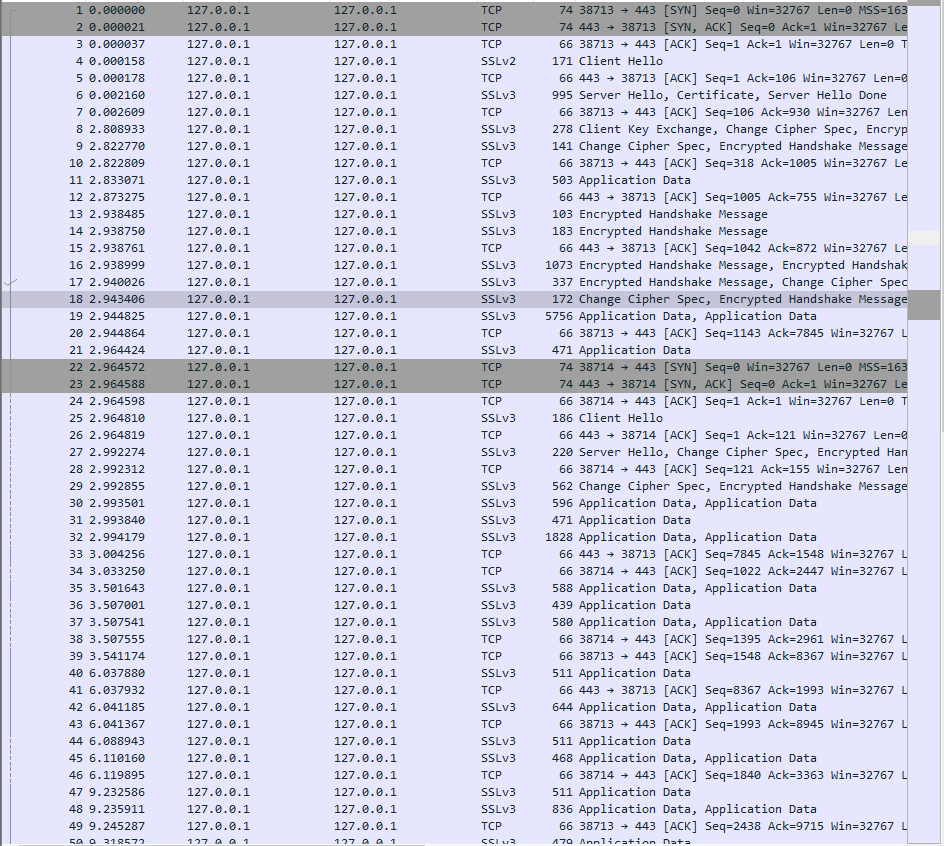 1 0.000000 127.0.0.1 127.0.0.1 TCP 74 38713 → 443 [SYN] Seq=0 Win=32767 Len=0 MSS=163
2 0.000021 127.0.0.1 127.0.0.1 TCP 74 443 → 38713 [SYN, ACK] Seq=0 Ack=1 Win=32767 Le
3 0.000037 127.0.0.1 127.0.0.1 TCP 66 38713 → 443 [ACK] Seq=1 Ack=1 Win=32767 Len=0 T
4 0.000158 127.0.0.1 127.0.0.1 SSLv2 171 Client Hello
5 0.000178 127.0.0.1 127.0.0.1 TCP 66 443 → 38713 [ACK] Seq=1 Ack=106 Win=32767 Len=0
6 0.002160 127.0.0.1 127.0.0.1 SSLv3 995 Server Hello, Certificate, Server Hello Done
7 0.002609 127.0.0.1 127.0.0.1 TCP 66 38713 → 443 [ACK] Seq=106 Ack=930 Win=32767 Len
8 2.808933 127.0.0.1 127.0.0.1 SSLv3 278 Client Key Exchange, Change Cipher Spec, Encryp
9 2.822770 127.0.0.1 127.0.0.1 SSLv3 141 Change Cipher Spec, Encrypted Handshake Message
10 2.822809 127.0.0.1 127.0.0.1 TCP 66 38713 → 443 [ACK] Seq=318 Ack=1005 Win=32767 Le
11 2.833071 127.0.0.1 127.0.0.1 SSLv3 503 Application Data
12 2.873275 127.0.0.1 127.0.0.1 TCP 66 443 → 38713 [ACK] Seq=1005 Ack=755 Win=32767 Le
13 2.938485 127.0.0.1 127.0.0.1 SSLv3 103 Encrypted Handshake Message
14 2.938750 127.0.0.1 127.0.0.1 SSLv3 183 Encrypted Handshake Message
15 2.938761 127.0.0.1 127.0.0.1 TCP 66 443 → 38713 [ACK] Seq=1042 Ack=872 Win=32767 Le
16 2.938999 127.0.0.1 127.0.0.1 SSLv3 1073 Encrypted Handshake Message, Encrypted Handshak
17 2.940026 127.0.0.1 127.0.0.1 SSLv3 337 Encrypted Handshake Message, Change Cipher Spec
18 2.943406 127.0.0.1 127.0.0.1 SSLv3 172 Change Cipher Spec, Encrypted Handshake Message
19 2.944825 127.0.0.1 127.0.0.1 SSLv3 5756 Application Data, Application Data
20 2.944864 127.0.0.1 127.0.0.1 TCP 66 38713 → 443 [ACK] Seq=1143 Ack=7845 Win=32767 L
21 2.964424 127.0.0.1 127.0.0.1 SSLv3 471 Application Data
22 2.964572 127.0.0.1 127.0.0.1 TCP 74 38714 → 443 [SYN] Seq=0 Win=32767 Len=0 MSS=163
23 2.964588 127.0.0.1 127.0.0.1 TCP 74 443 → 38714 [SYN, ACK] Seq=0 Ack=1 Win=32767 Le
24 2.964598 127.0.0.1 127.0.0.1 TCP 66 38714 → 443 [ACK] Seq=1 Ack=1 Win=32767 Len=0 T
25 2.964810 127.0.0.1 127.0.0.1 SSLv3 186 Client Hello
26 2.964819 127.0.0.1 127.0.0.1 TCP 66 443 → 38714 [ACK] Seq=1 Ack=121 Win=32767 Len=0
27 2.992274 127.0.0.1 127.0.0.1 SSLv3 220 Server Hello, Change Cipher Spec, Encrypted Han
28 2.992312 127.0.0.1 127.0.0.1 TCP 66 38714 → 443 [ACK] Seq=121 Ack=155 Win=32767 Len
29 2.992855 127.0.0.1 127.0.0.1 SSLv3 562 Change Cipher Spec, Encrypted Handshake Message
30 2.993501 127.0.0.1 127.0.0.1 SSLv3 596 Application Data, Application Data
31 2.993840 127.0.0.1 127.0.0.1 SSLv3 471 Application Data
32 2.994179 127.0.0.1 127.0.0.1 SSLv3 1828 Application Data, Application Data
33 3.004256 127.0.0.1 127.0.0.1 TCP 66 443 → 38713 [ACK] Seq=7845 Ack=1548 Win=32767 L
34 3.033250 127.0.0.1 127.0.0.1 TCP 66 38714 → 443 [ACK] Seq=1022 Ack=2447 Win=32767 L
35 3.501643 127.0.0.1 127.0.0.1 SSLv3 588 Application Data, Application Data
36 3.507001 127.0.0.1 127.0.0.1 SSLv3 439 Application Data
37 3.507541 127.0.0.1 127.0.0.1 SSLv3 580 Application Data, Application Data
38 3.507555 127.0.0.1 127.0.0.1 TCP 66 38714 → 443 [ACK] Seq=1395 Ack=2961 Win=32767 L
39 3.541174 127.0.0.1 127.0.0.1 TCP 66 38713 → 443 [ACK] Seq=1548 Ack=8367 Win=32767 L
40 6.037880 127.0.0.1 127.0.0.1 SSLv3 511 Application Data
41 6.037932 127.0.0.1 127.0.0.1 TCP 66 443 → 38713 [ACK] Seq=8367 Ack=1993 Win=32767 L
42 6.041185 127.0.0.1 127.0.0.1 SSLv3 644 Application Data, Application Data
43 6.041367 127.0.0.1 127.0.0.1 TCP 66 38713 → 443 [ACK] Seq=1993 Ack=8945 Win=32767 L
44 6.088943 127.0.0.1 127.0.0.1 SSLv3 511 Application Data
45 6.110160 127.0.0.1 127.0.0.1 SSLv3 468 Application Data, Application Data
46 6.119895 127.0.0.1 127.0.0.1 TCP 66 38714 → 443 [ACK] Seq=1840 Ack=3363 Win=32767 L
47 9.232586 127.0.0.1 127.0.0.1 SSLv3 511 Application Data
48 9.235911 127.0.0.1 127.0.0.1 SSLv3 836 Application Data, Application Data
49 9.245287 127.0.0.1 127.0.0.1 TCP 66 38713 → 443 [ACK] Seq=2438 Ack=9715 Win=32767 L
50 9.318572 127.0.0.1 127.0.0.1 SSLv3 479 Application Data